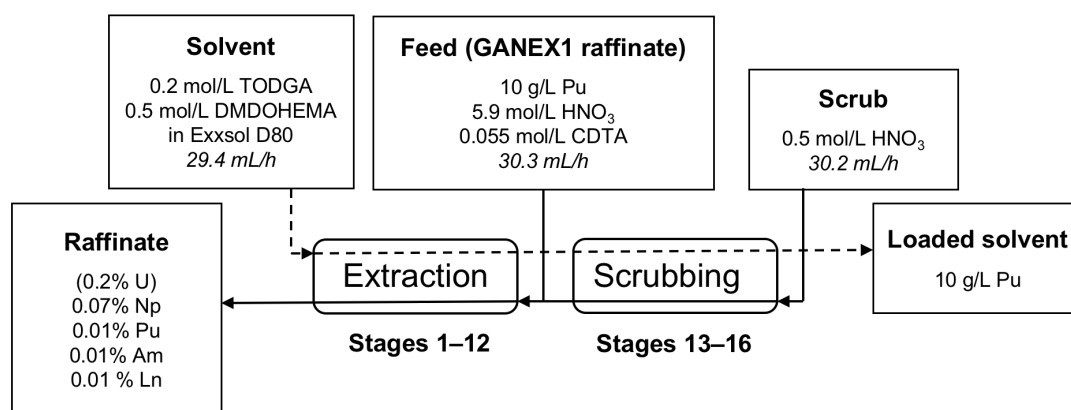 Solvent
0.2 mol/L TODGA
0.5 mol/L DMDOHEMA
in Exxsol D80
29.4 mL/h
Feed (GANEX1 raffinate)
10 g/L Pu
5.9 mol/L HNO₃
0.055 mol/L CDTA
30.3 mL/h
Scrub
0.5 mol/L HNO₃
30.2 mL/h
Raffinate
(0.2% U)
0.07% Np
0.01% Pu
0.01% Am
0.01 % Ln
Extraction
Stages 1–12
Scrubbing
Stages 13–16
Loaded solvent
10 g/L Pu